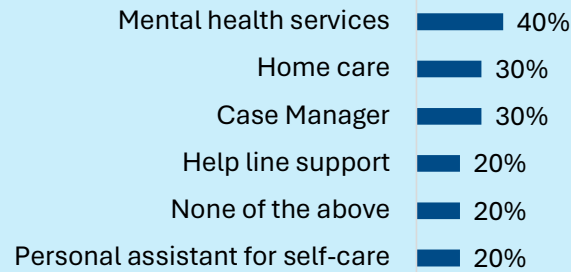 Mental health services 40%
Home care 30%
Case Manager 30%
Help line support 20%
None of the above 20%
Personal assistant for self-care 20%